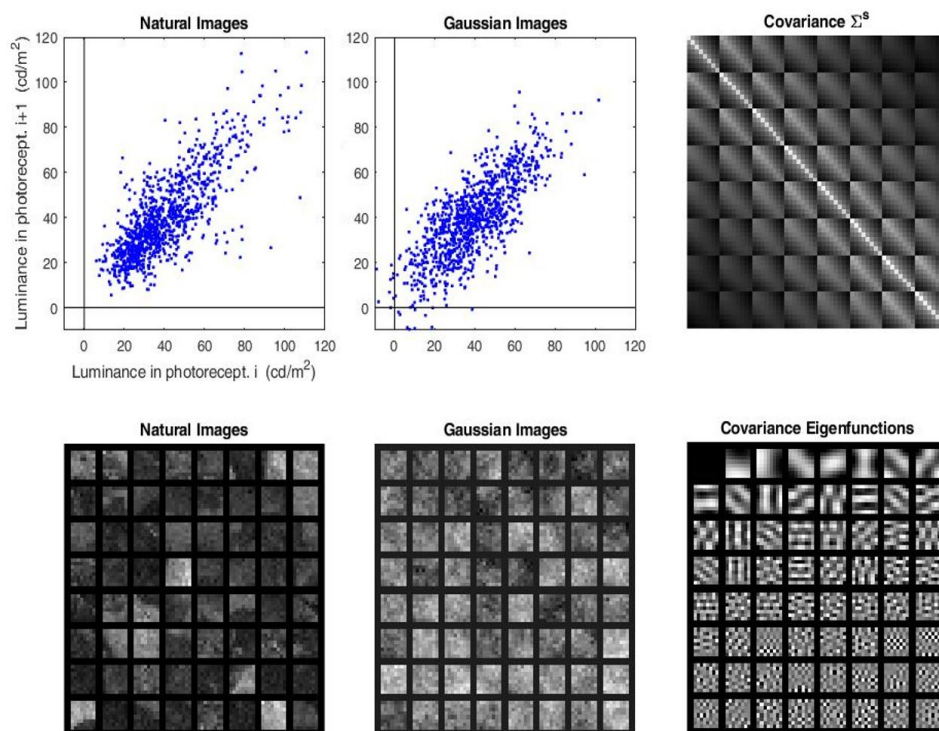 Natural Images
Gaussian Images
Covariance Σˢ
120
100
80
60
40
20
0
Luminance in photorecept. i+1 (cd/m²)
0 20 40 60 80 100 120
Luminance in photorecept. i (cd/m²)
120
100
80
60
40
20
0
0 20 40 60 80 100 120
Natural Images
Gaussian Images
Covariance Eigenfunctions